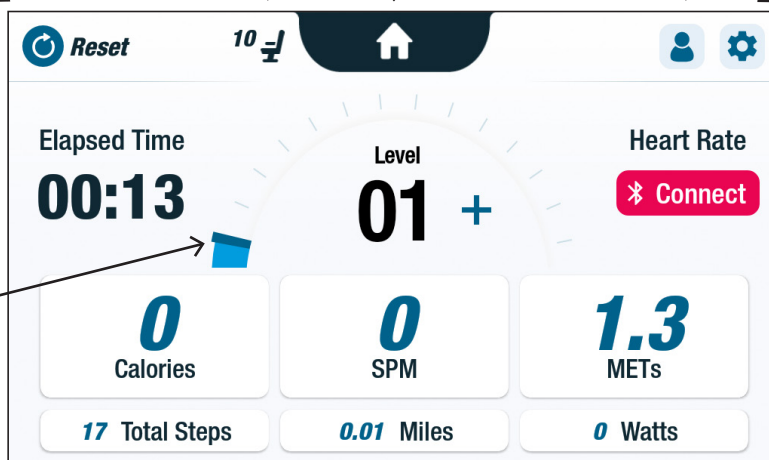 Reset
10
Elapsed Time
00:13
Level
01 +
Heart Rate
Connect
0
Calories
0
SPM
1.3
METs
17 Total Steps
0.01 Miles
0 Watts